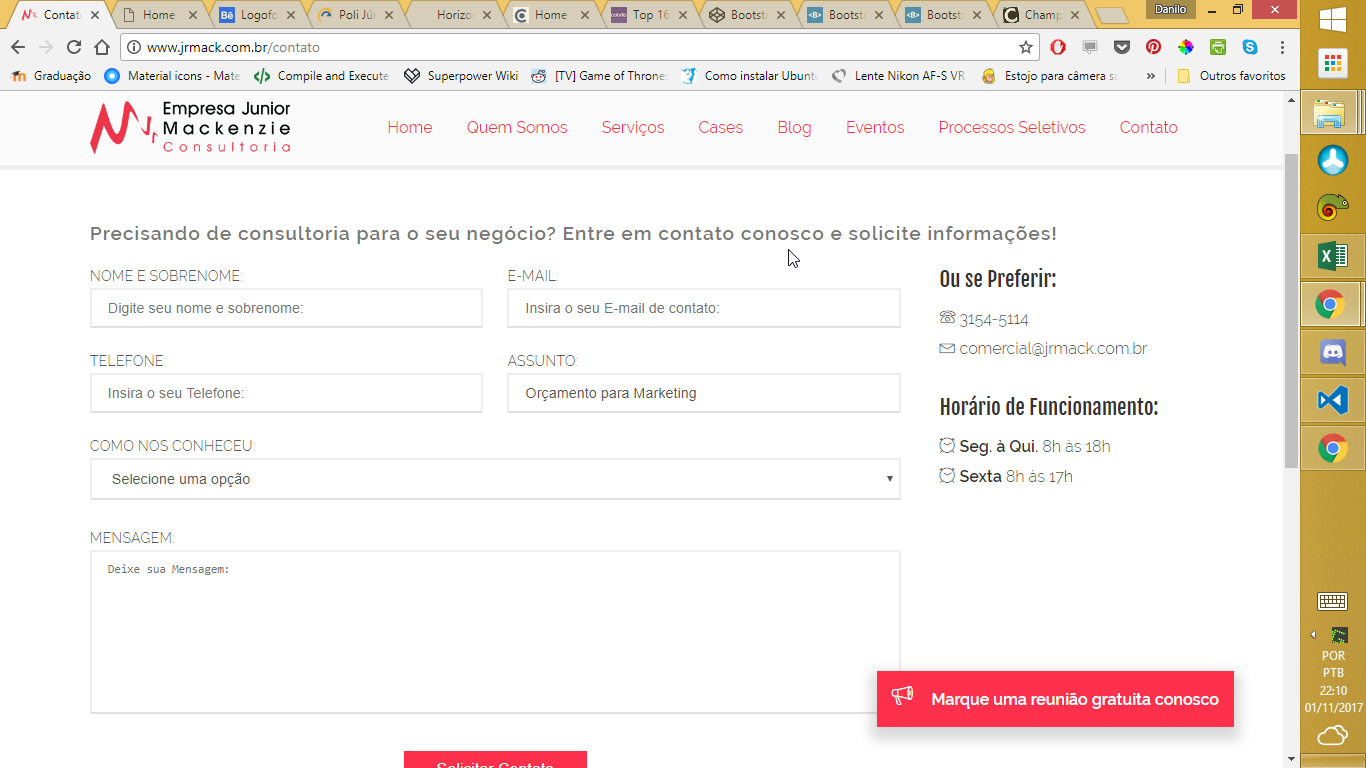 Contat
Home
Logofo
Poli Jú
Horizo
Home
Top 16
Bootst
Bootst
Bootst
Champ
Danilo
www.jrmack.com.br/contato
Graduação
Material icons - Mate
Compile and Execute
Superpower Wiki
[TV] Game of Throne
Como instalar Ubunt
Lente Nikon AF-S VR
Estojo para câmera su
»
Outros favoritos
Empresa Junior
Mackenzie
Consultoria
Home
Quem Somos
Serviços
Cases
Blog
Eventos
Processos Seletivos
Contato
Precisando de consultoria para o seu negócio? Entre em contato conosco e solicite informações!
NOME E SOBRENOME:
Digite seu nome e sobrenome:
E-MAIL:
Insira o seu E-mail de contato:
TELEFONE:
Insira o seu Telefone:
ASSUNTO:
Orçamento para Marketing
COMO NOS CONHECEU:
Selecione uma opção
MENSAGEM:
Deixe sua Mensagem:
Solicitar Contato
Ou se Preferir:
3154-5114
comercial@jrmack.com.br
Horário de Funcionamento:
Seg. à Qui. 8h às 18h
Sexta 8h às 17h
Marque uma reunião gratuita conosco
POR
PTB
22:10
01/11/2017